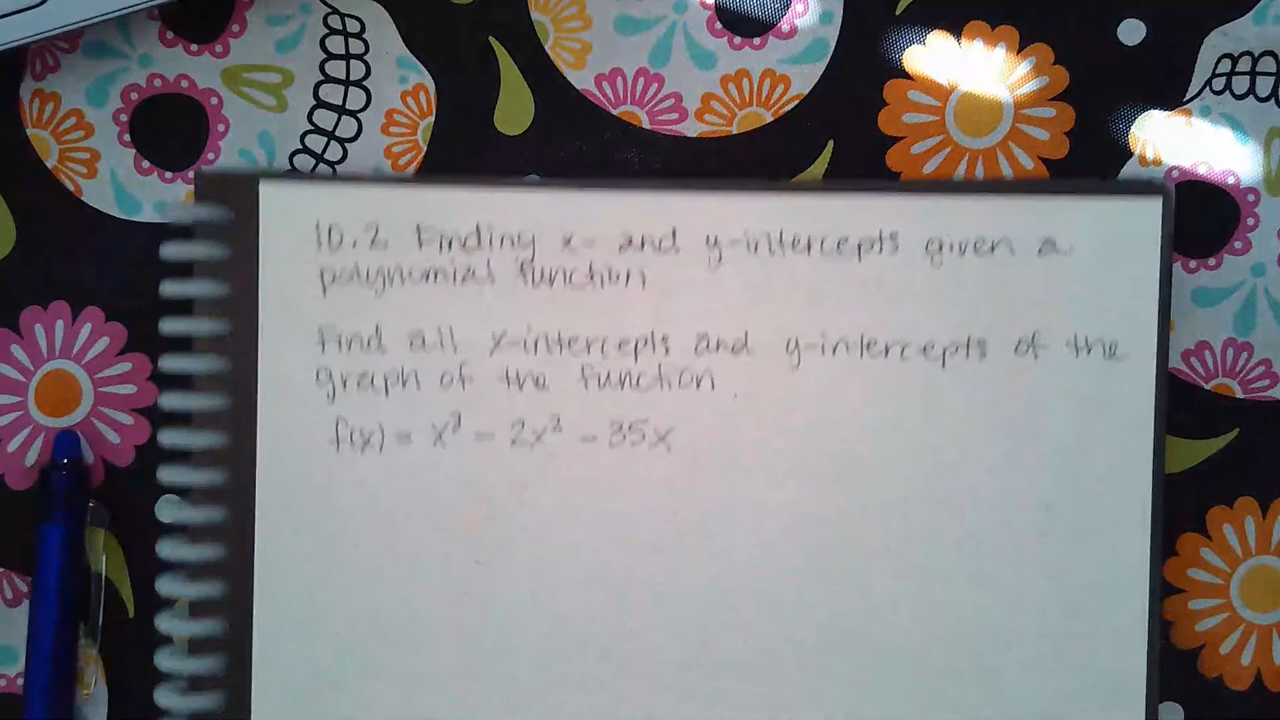 10.2 Finding x- and y-intercepts given a
polynomial function
Find all x-intercepts and y-intercepts of the
graph of the function.
f(x) = x³ - 2x² - 35x